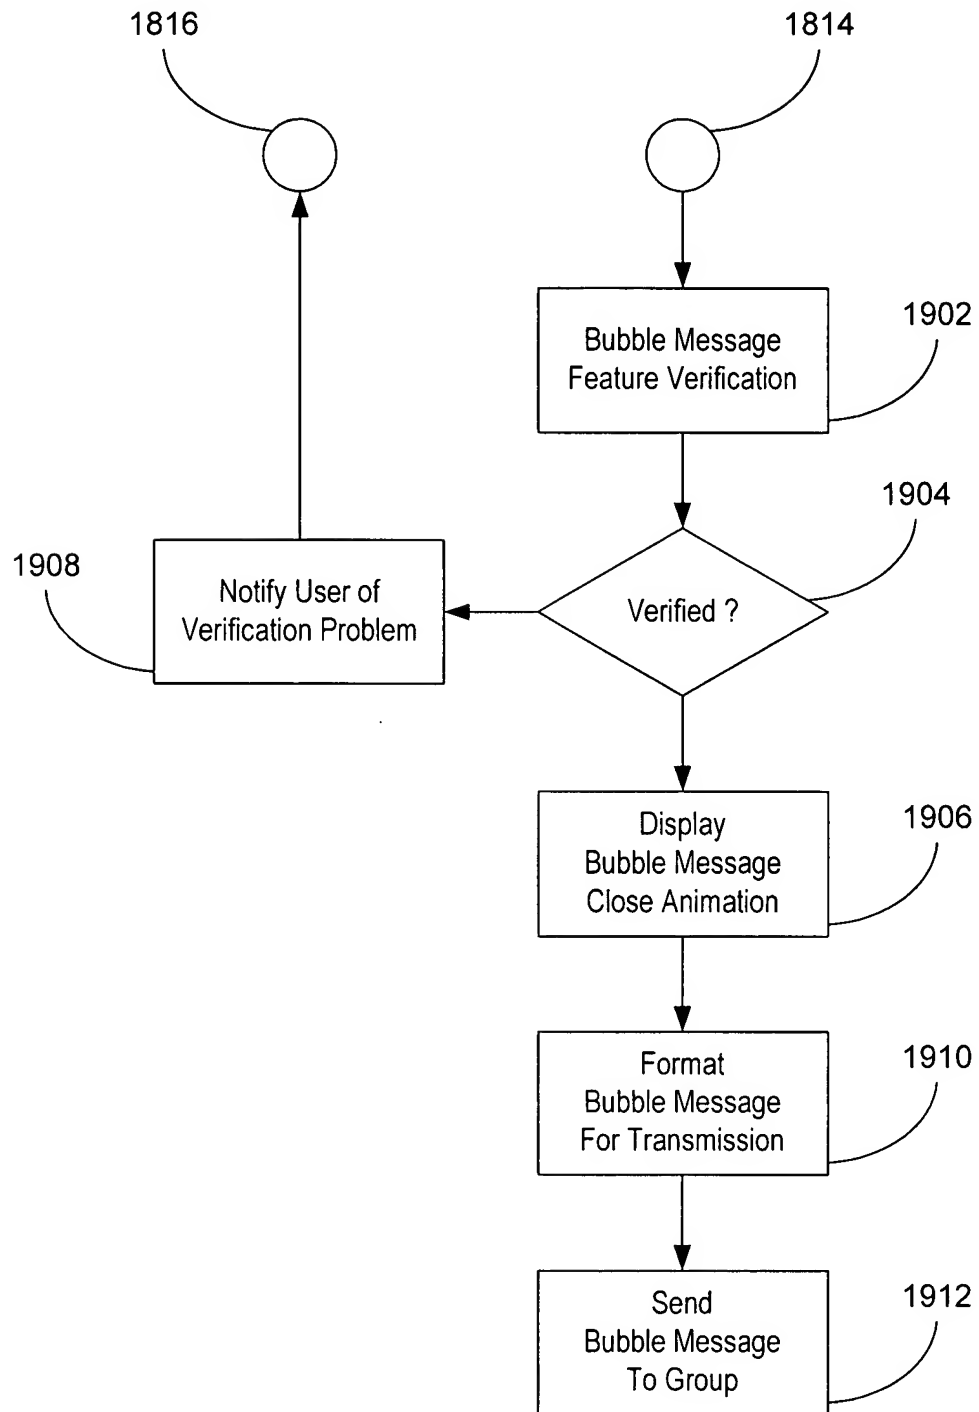 1816
1814
1902
Bubble Message
Feature Verification
1904
1908
Notify User of
Verification Problem
Verified ?
1906
Display
Bubble Message
Close Animation
1910
Format
Bubble Message
For Transmission
1912
Send
Bubble Message
To Group